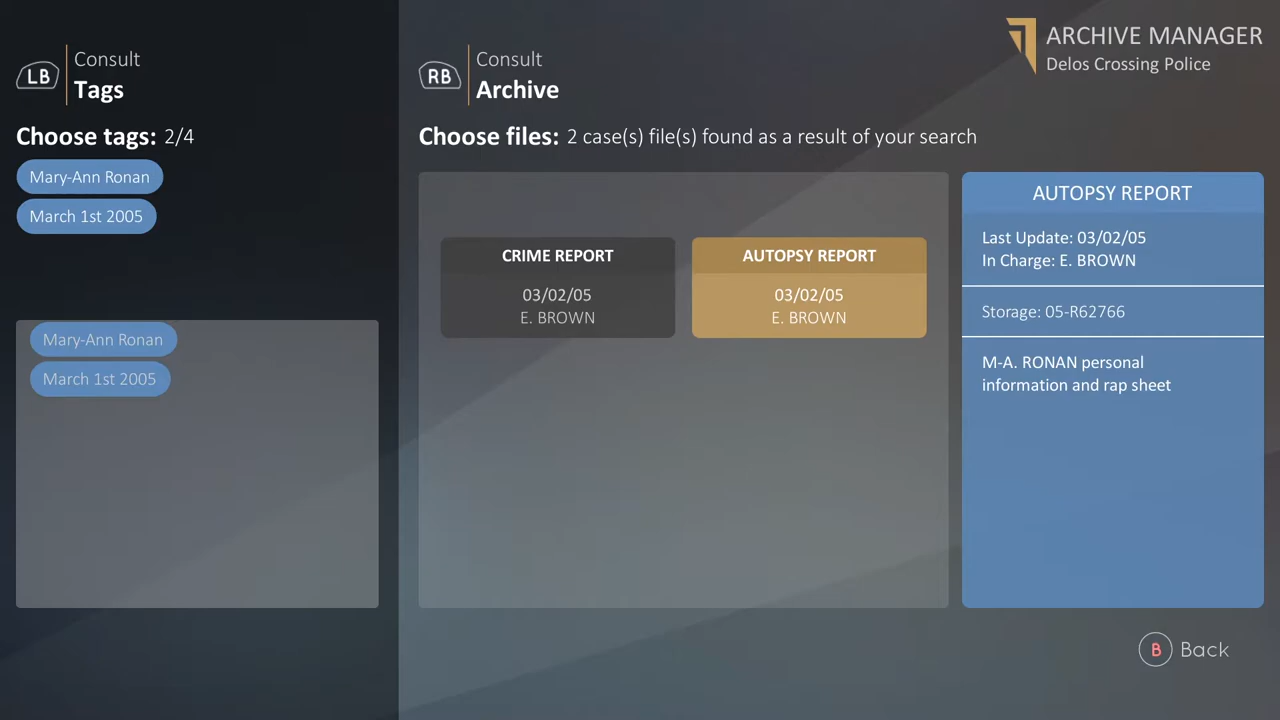 LB
Consult
Tags
Choose tags: 2/4
Mary-Ann Ronan
March 1st 2005
Mary-Ann Ronan
March 1st 2005
RB
Consult
Archive
Choose files: 2 case(s) file(s) found as a result of your search
CRIME REPORT
03/02/05
E. BROWN
AUTOPSY REPORT
03/02/05
E. BROWN
ARCHIVE MANAGER
Delos Crossing Police
AUTOPSY REPORT
Last Update: 03/02/05
In Charge: E. BROWN
Storage: 05-R62766
M-A. RONAN personal
information and rap sheet
B Back